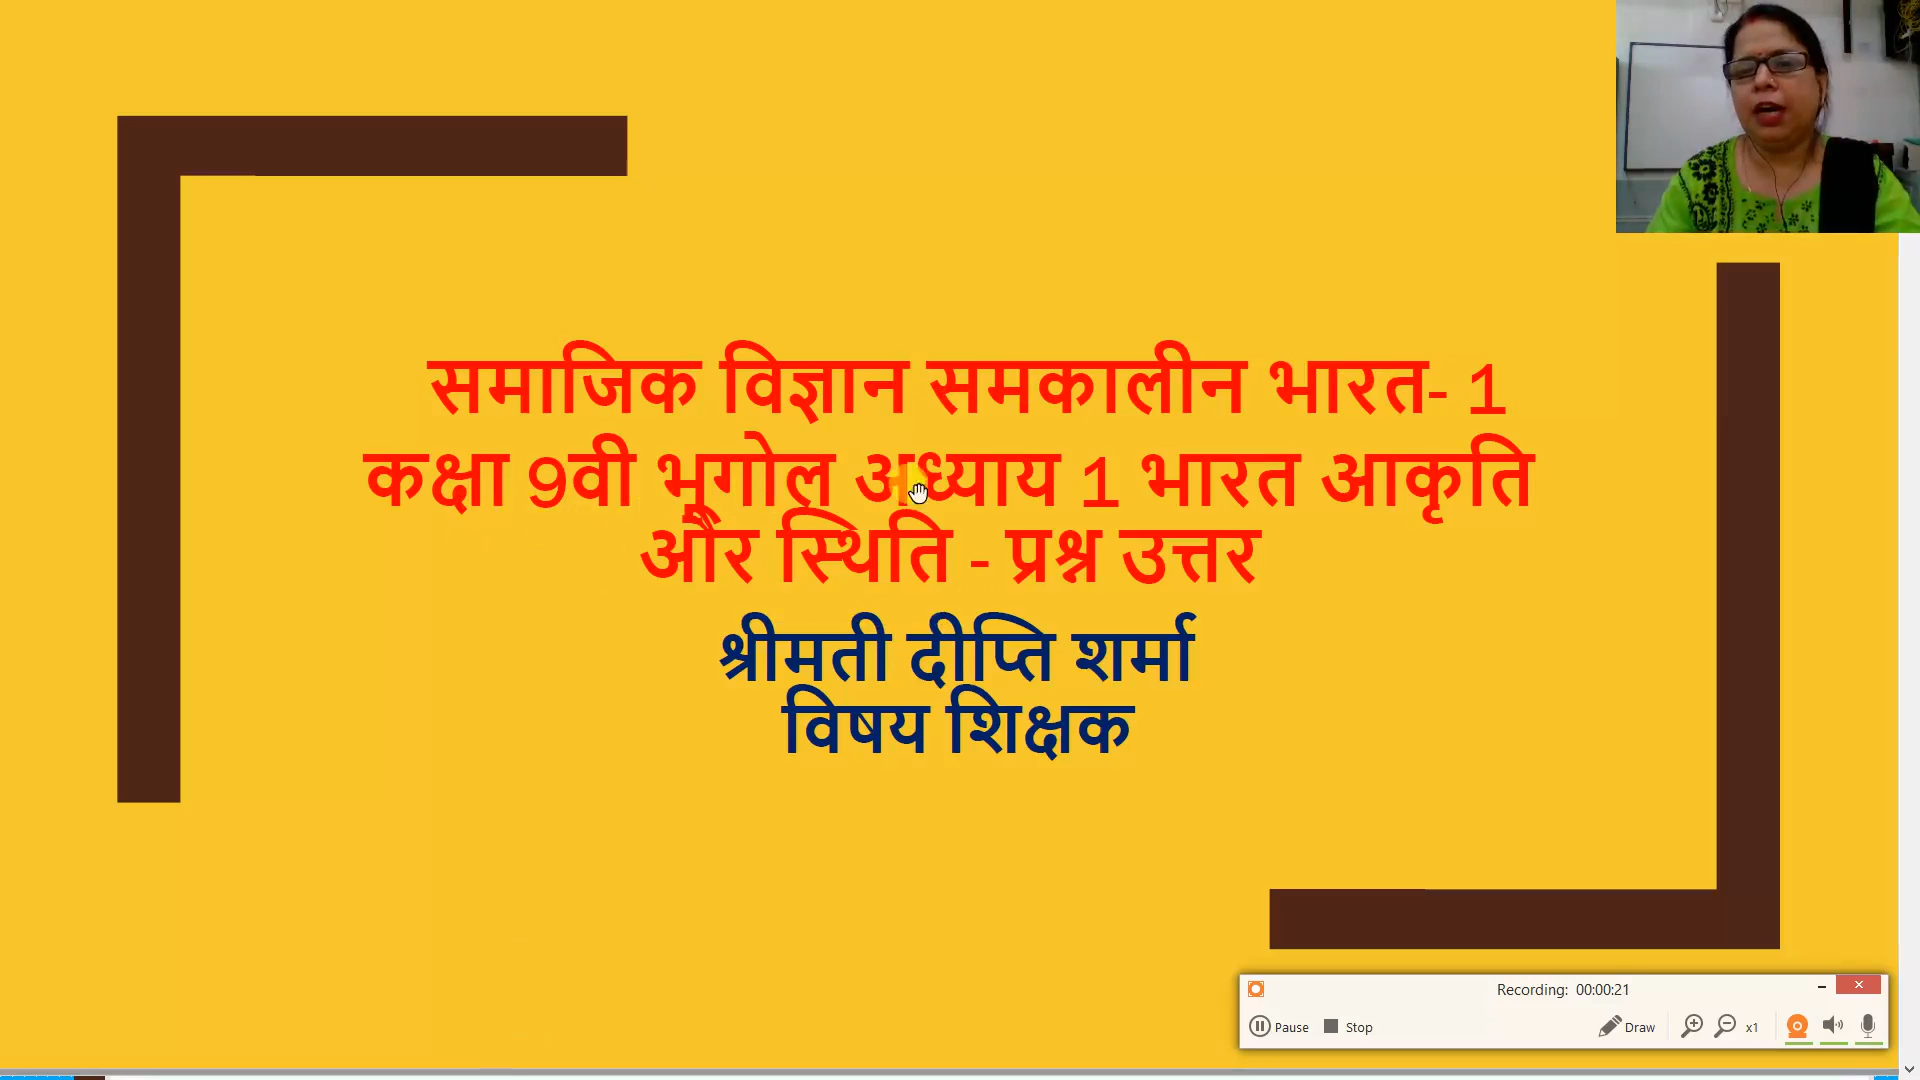 समाजिक विज्ञान समकालीन भारत- 1
कक्षा 9वी भूगोल अध्याय 1 भारत आकृति
और स्थिति - प्रश्न उत्तर
श्रीमती दीप्ति शर्मा
विषय शिक्षक
Recording: 00:00:21
Pause Stop Draw x1